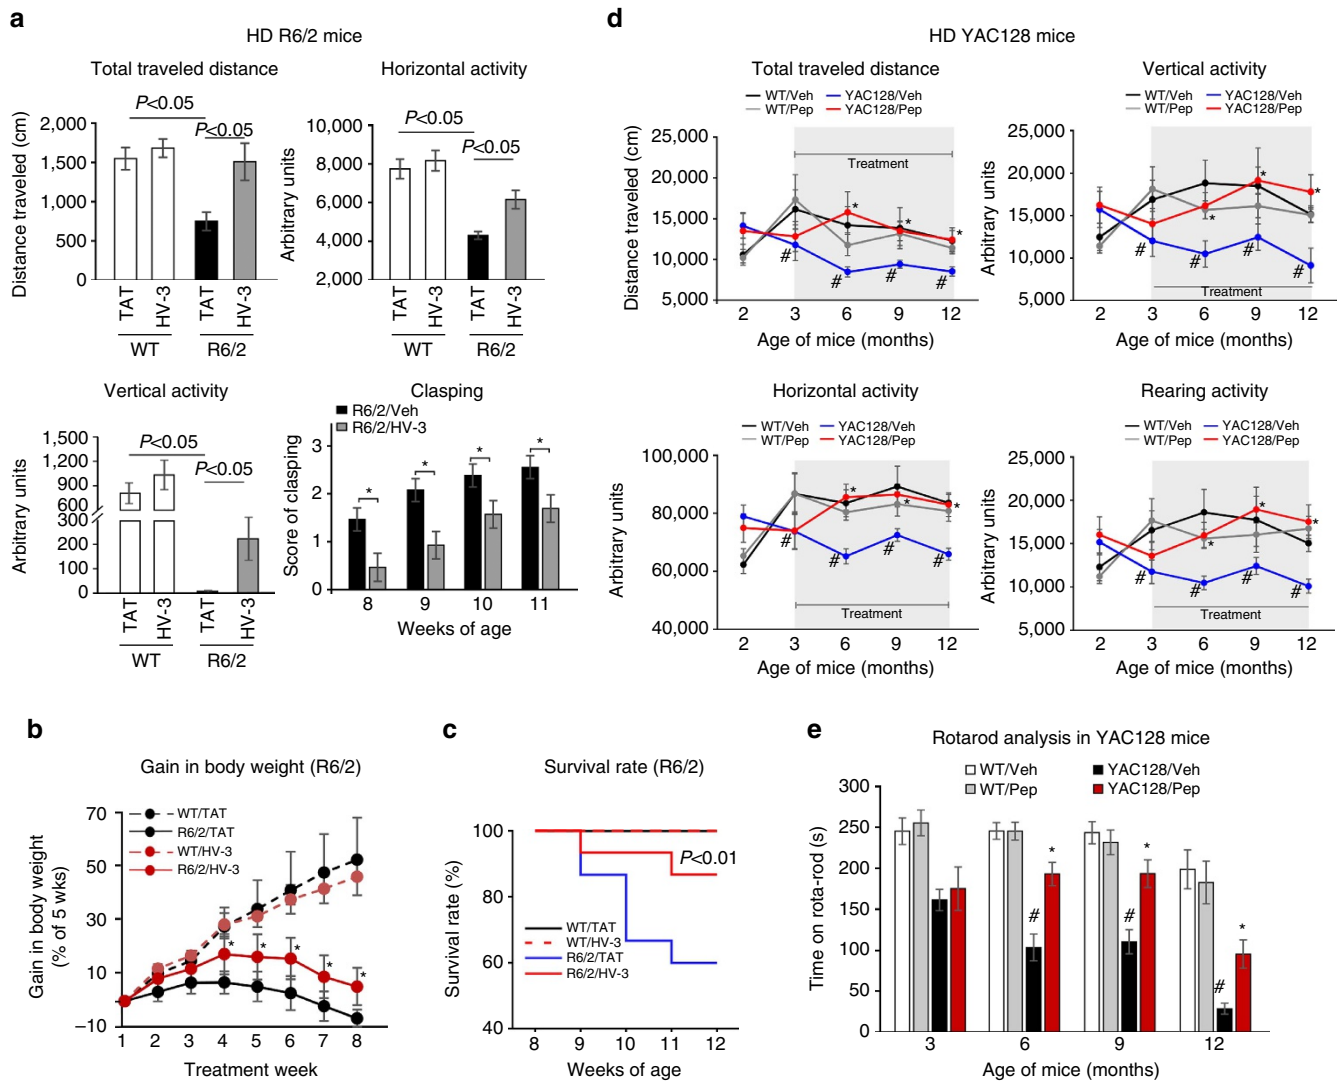 a
HD R6/2 mice
Total traveled distance
P<0.05
P<0.05
Distance traveled (cm)
2,000
1,500
1,000
500
0
TAT
HV-3
TAT
HV-3
WT
R6/2
Horizontal activity
P<0.05
P<0.05
Arbitrary units
10,000
8,000
6,000
4,000
2,000
TAT
HV-3
TAT
HV-3
WT
R6/2
Vertical activity
P<0.05
P<0.05
Arbitrary units
1,500
1,200
900
600
300
200
100
0
TAT
HV-3
TAT
HV-3
WT
R6/2
Clasping
R6/2/Veh
R6/2/HV-3
Score of clasping
3
2
1
0
* * * *
8 9 10 11
Weeks of age
d
HD YAC128 mice
Total traveled distance
WT/Veh YAC128/Veh
WT/Pep YAC128/Pep
Distance traveled (cm)
25,000
20,000
15,000
10,000
5,000
Treatment
* * *
# # # #
2 3 6 9 12
Age of mice (months)
Vertical activity
WT/Veh YAC128/Veh
WT/Pep YAC128/Pep
Arbitrary units
25,000
20,000
15,000
10,000
5,000
* * *
# # # #
Treatment
2 3 6 9 12
Age of mice (months)
Horizontal activity
WT/Veh YAC128/Veh
WT/Pep YAC128/Pep
Arbitrary units
100,000
80,000
60,000
40,000
* * *
# # # #
Treatment
2 3 6 9 12
Age of mice (months)
Rearing activity
WT/Veh YAC128/Veh
WT/Pep YAC128/Pep
Arbitrary units
25,000
20,000
15,000
10,000
5,000
* * *
# # # #
Treatment
2 3 6 9 12
Age of mice (months)
b
Gain in body weight (R6/2)
WT/TAT
R6/2/TAT
WT/HV-3
R6/2/HV-3
Gain in body weight
(% of 5 wks)
70
50
30
10
−10
* * * * *
1 2 3 4 5 6 7 8
Treatment week
c
Survival rate (R6/2)
P<0.01
Survival rate (%)
100
80
60
40
WT/TAT
WT/HV-3
R6/2/TAT
R6/2/HV-3
8 9 10 11 12
Weeks of age
e
Rotarod analysis in YAC128 mice
WT/Veh YAC128/Veh
WT/Pep YAC128/Pep
Time on rota-rod (s)
300
250
200
150
100
50
0
* * *
# # #
3 6 9 12
Age of mice (months)